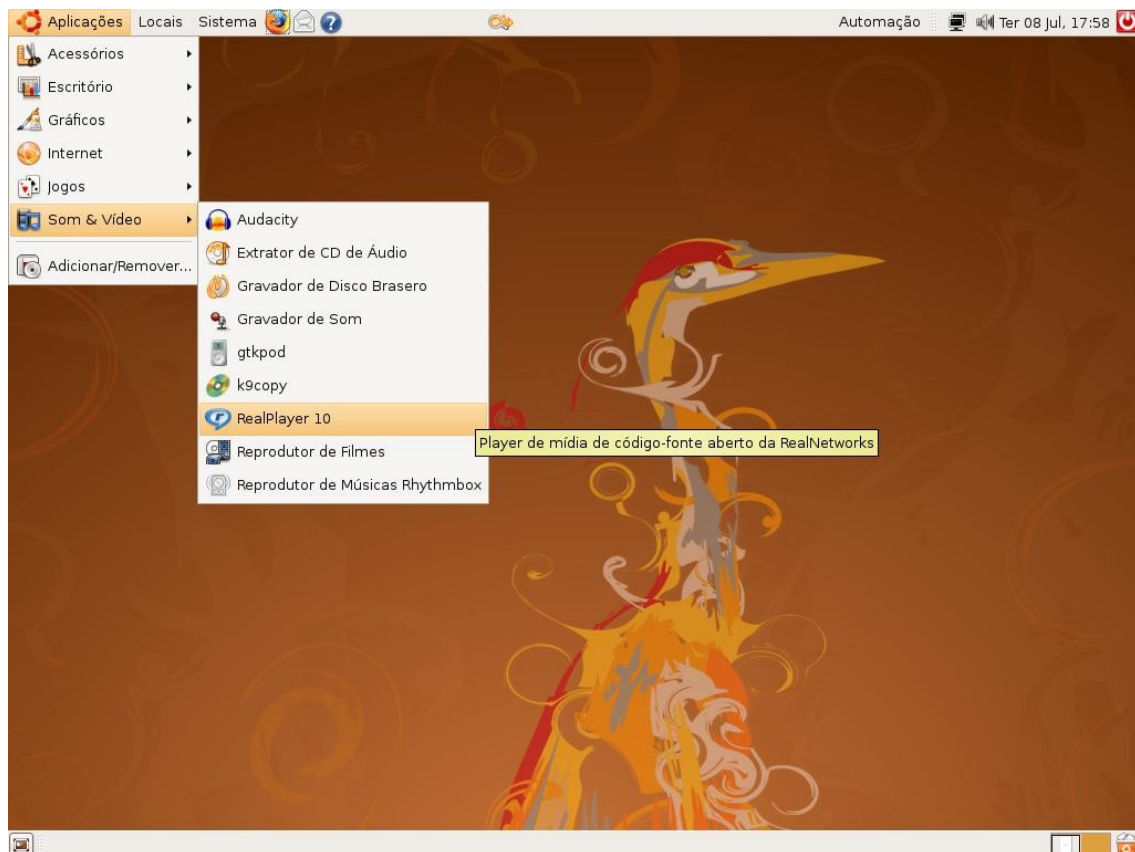 Aplicações Locais Sistema Automação Ter 08 Jul, 17:58
Acessórios
Escritório
Gráficos
Internet
Jogos
Som & Vídeo
Adicionar/Remover...
Audacity
Extrator de CD de Áudio
Gravador de Disco Brasero
Gravador de Som
gtkpod
k9copy
RealPlayer 10
Player de mídia de código-fonte aberto da RealNetworks
Reprodutor de Filmes
Reprodutor de Músicas Rhythmbox